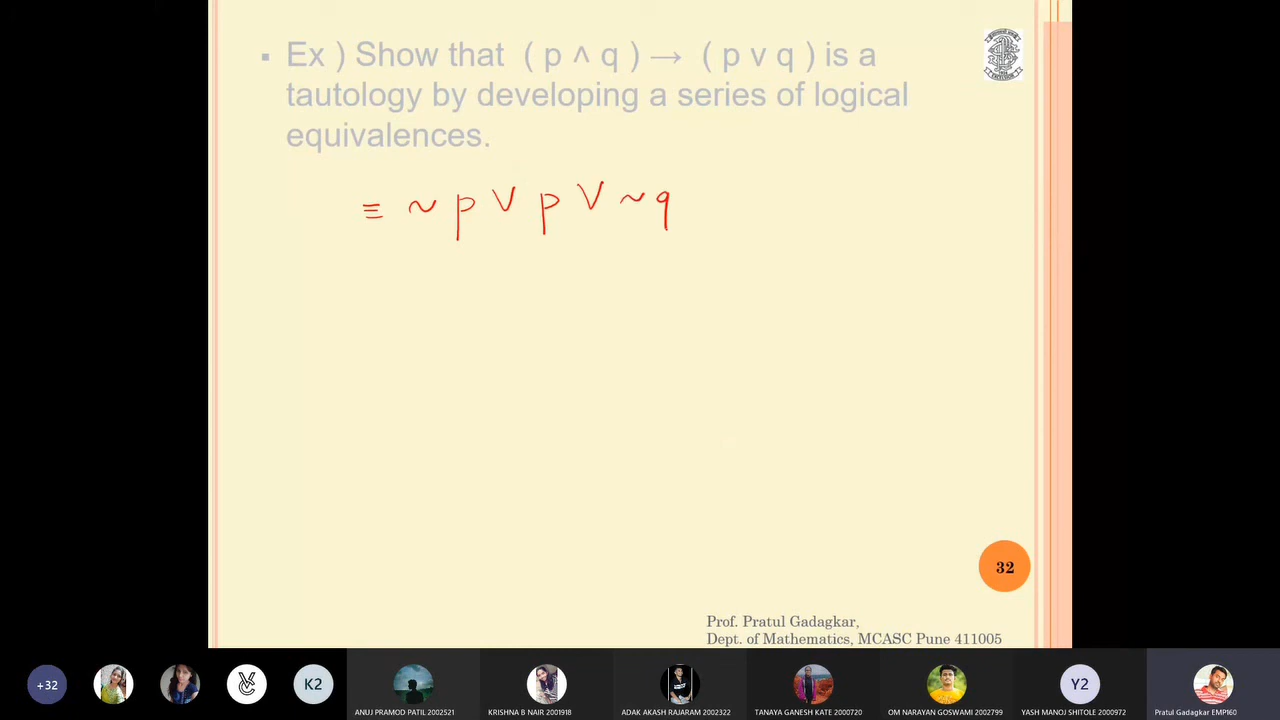 ▪ Ex ) Show that ( p ∧ q ) → ( p v q ) is a
tautology by developing a series of logical
equivalences.
≡ ~ p ∨ p ∨ ~ q
32
Prof. Pratul Gadagkar,
Dept. of Mathematics, MCASC Pune 411005
+32
K2
Y2
ANUJ PRAMOD PATIL 2002521
KRISHNA B NAIR 2001918
ADAK AKASH RAJARAM 2002322
TANAYA GANESH KATE 2000720
OM NARAYAN GOSWAMI 2002799
YASH MANOJ SHITOLE 2000972
Pratul Gadagkar EMP160